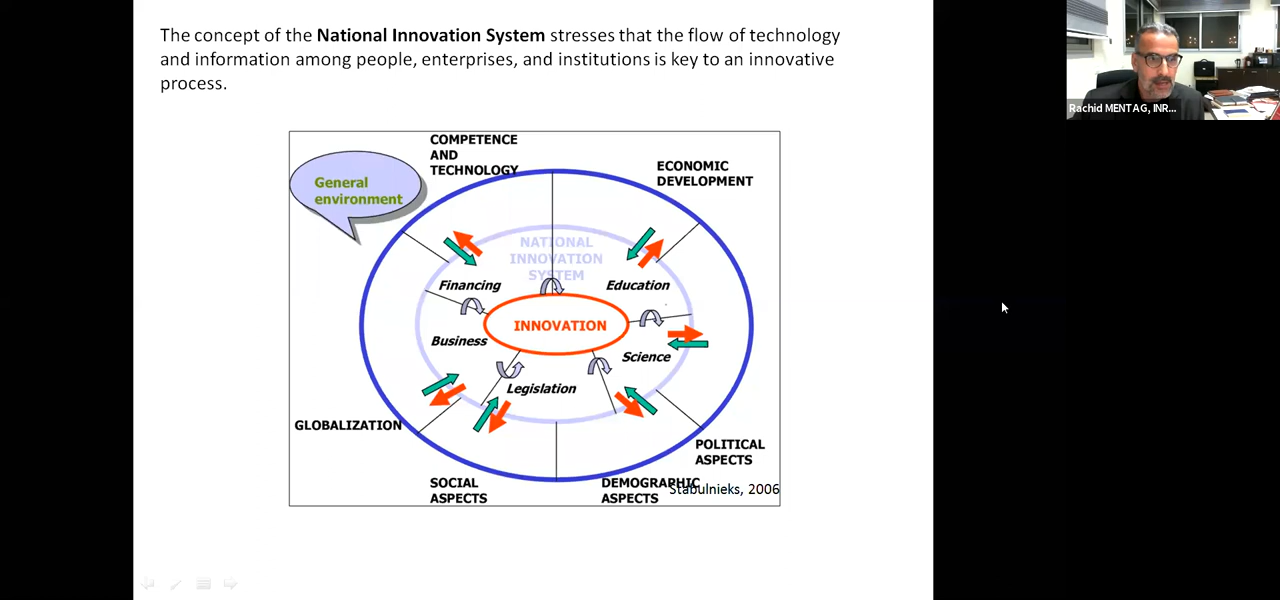 The concept of the National Innovation System stresses that the flow of technology
and information among people, enterprises, and institutions is key to an innovative
process.
Rachid MENTAG, INR...
COMPETENCE
AND
TECHNOLOGY
ECONOMIC
DEVELOPMENT
General
environment
NATIONAL
INNOVATION
SYSTEM
Financing
Education
INNOVATION
Business
Science
Legislation
GLOBALIZATION
POLITICAL
ASPECTS
SOCIAL
ASPECTS
DEMOGRAPHIC
ASPECTS
Stabulnieks, 2006